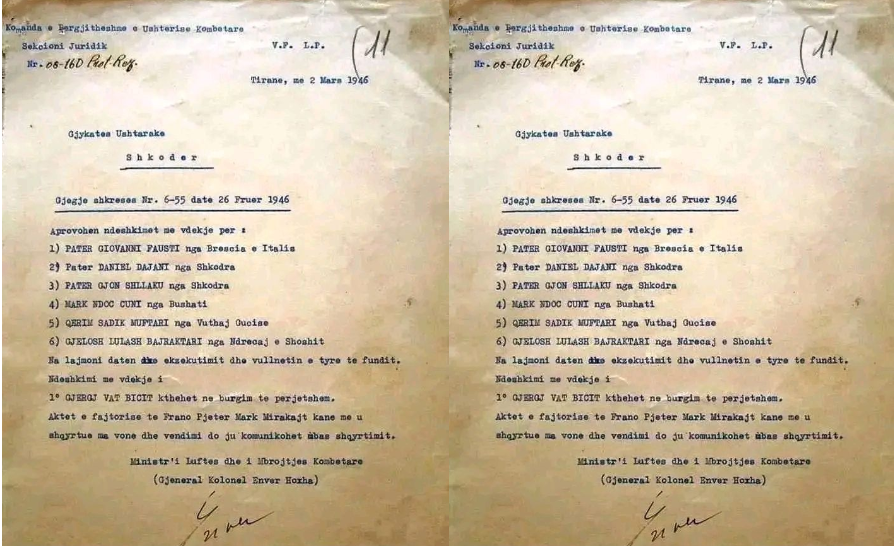 Komanda e Pergjitheshme e Ushterise Kombetare
Sekcioni Juridik V.F. L.P. (11
Nr. 08-160 Prot-Rez.
Tirane, me 2 Mars 1946
Gjykates Ushtarake
Shkoder
Gjegje shkreses Nr. 6-55 date 26 Fruer 1946
Aprovohen ndeshkimet me vdekje per :
1) PATER GIOVANNI FAUSTI nga Brescia e Italis
2) Pater DANIEL DAJANI nga Shkodra
3) PATER GJON SHLLAKU nga Shkodra
4) MARK NDOC CUNI nga Bushati
5) QERIM SADIK MUFTARI nga Vuthaj Gucise
6) GJELOSH LULASH BAJRAKTARI nga Ndrecaj e Shoshit
Na lajmoni daten ekzekutimit dhe vullnetin e tyre te fundit.
Ndeshkimi me vdekje i
1° GJERGJ VAT BICIT kthehet ne burgim te perjetshem.
Aktet e fajtorise te Frano Pjeter Mark Mirakajt kane me u
shqyrtue ma vone dhe vendimi do ju komunikohet mbas shqyrtimit.
Ministr'i Luftes dhe i Mbrojtjes Kombetare
(Gjeneral Kolonel Enver Hoxha)
Komanda e Pergjitheshme e Ushterise Kombetare
Sekcioni Juridik V.F. L.P. (11
Nr. 08-160 Prot-Rez.
Tirane, me 2 Mars 1946
Gjykates Ushtarake
Shkoder
Gjegje shkreses Nr. 6-55 date 26 Fruer 1946
Aprovohen ndeshkimet me vdekje per :
1) PATER GIOVANNI FAUSTI nga Brescia e Italis
2) Pater DANIEL DAJANI nga Shkodra
3) PATER GJON SHLLAKU nga Shkodra
4) MARK NDOC CUNI nga Bushati
5) QERIM SADIK MUFTARI nga Vuthaj Gucise
6) GJELOSH LULASH BAJRAKTARI nga Ndrecaj e Shoshit
Na lajmoni daten ekzekutimit dhe vullnetin e tyre te fundit.
Ndeshkimi me vdekje i
1° GJERGJ VAT BICIT kthehet ne burgim te perjetshem.
Aktet e fajtorise te Frano Pjeter Mark Mirakajt kane me u
shqyrtue ma vone dhe vendimi do ju komunikohet mbas shqyrtimit.
Ministr'i Luftes dhe i Mbrojtjes Kombetare
(Gjeneral Kolonel Enver Hoxha)